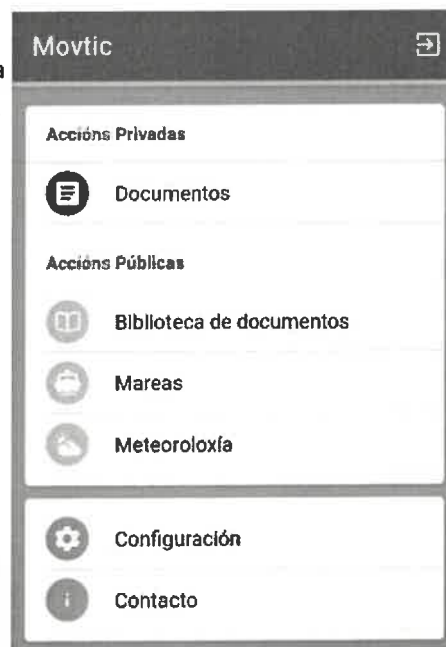 Movtic
a
Accións Privadas
Documentos
Accións Públicas
Biblioteca de documentos
Mareas
Meteoroloxía
Configuración
Contacto